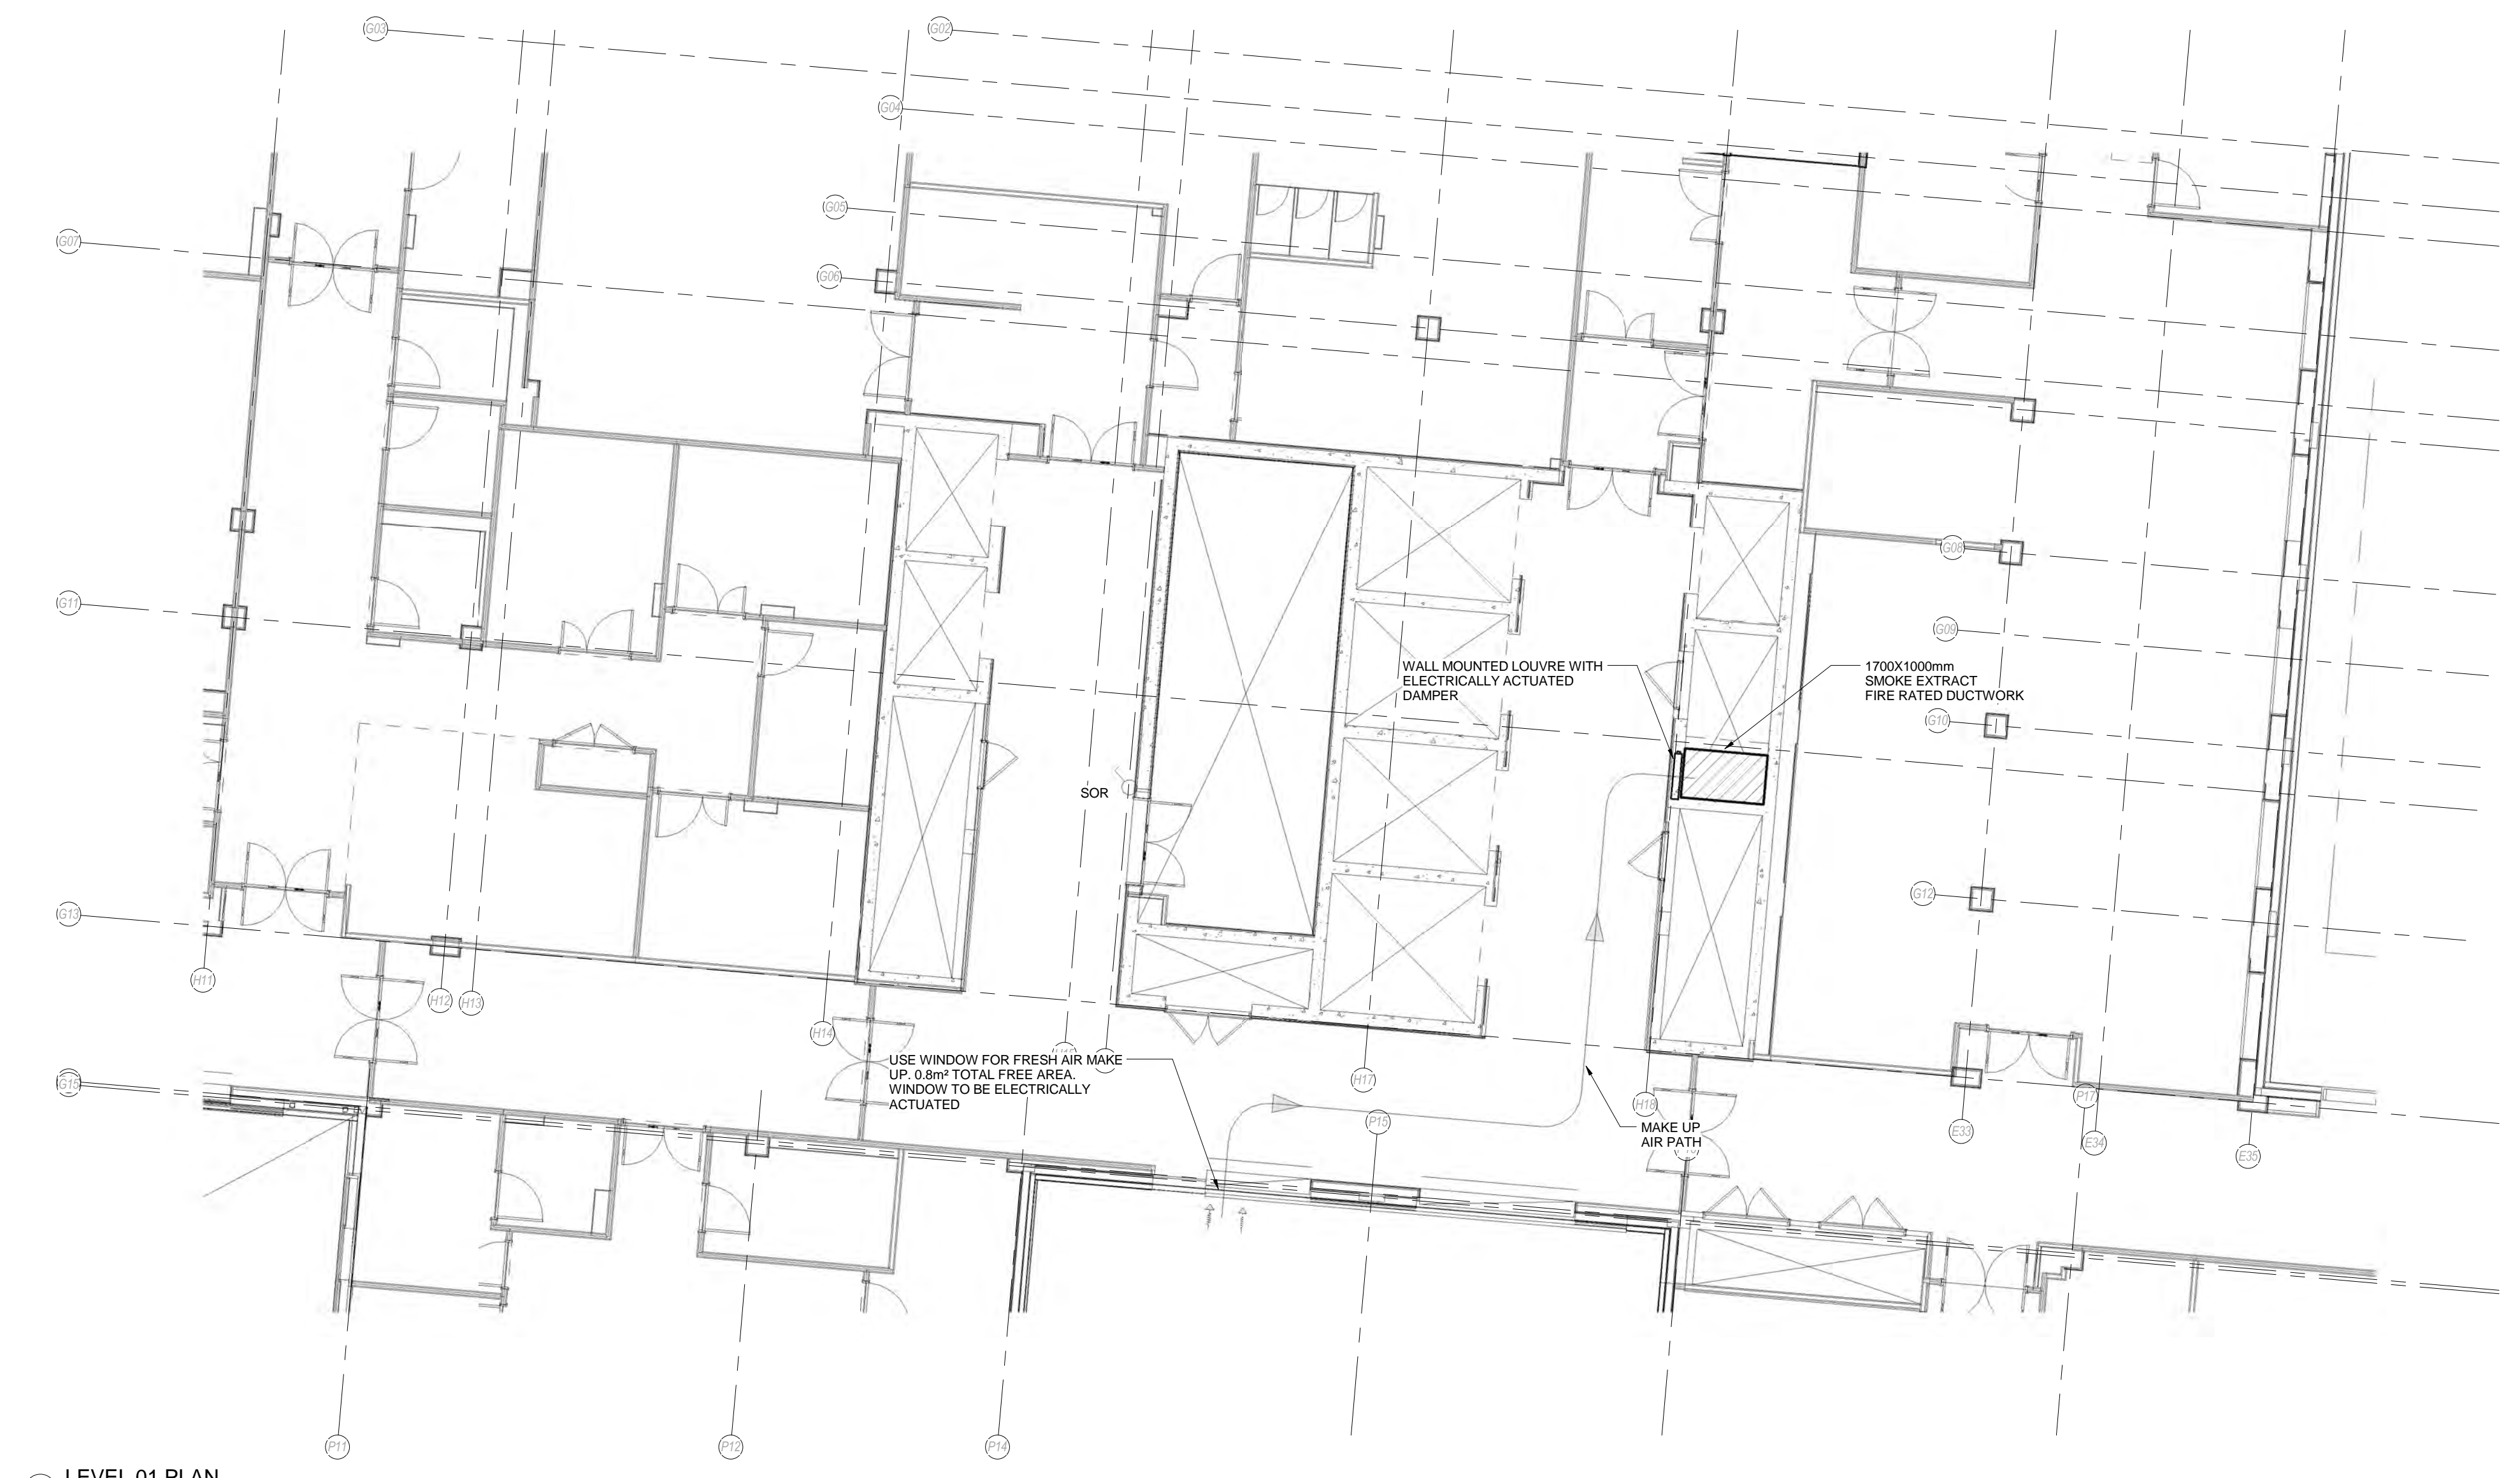 G03
G02
G04
G05
G07
G06
G08
G11
G09
WALL MOUNTED LOUVRE WITH
ELECTRICALLY ACTUATED
DAMPER
1700X1000mm
SMOKE EXTRACT
FIRE RATED DUCTWORK
G10
SOR
G12
G13
H11
H12
H13
H14
USE WINDOW FOR FRESH AIR MAKE
UP. 0.8m² TOTAL FREE AREA.
WINDOW TO BE ELECTRICALLY
ACTUATED
G15
H17
H18
P15
P17
MAKE UP
AIR PATH
E33
E34
E35
P11
P12
P14
LEVEL 01 PLAN